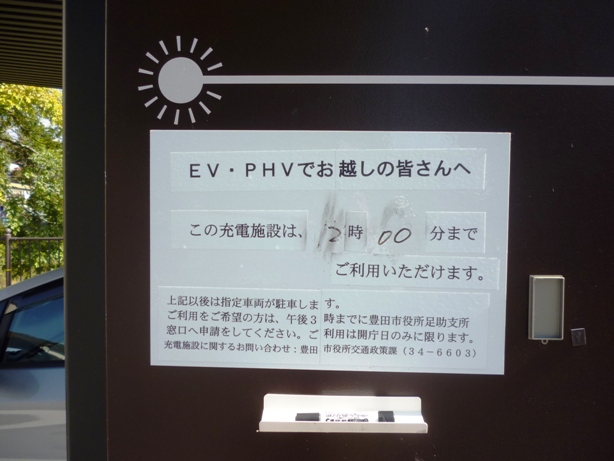 EV・PHVでお越しの皆さんへ
この充電施設は、12時00分まで
ご利用いただけます。
上記以後は指定車両が駐車します。
ご利用をご希望の方は、午後3時までに豊田市役所足助支所
窓口へ申請をしてください。ご利用は開庁日のみに限ります。
充電施設に関するお問い合わせ：豊田市役所交通政策課（34-6603）